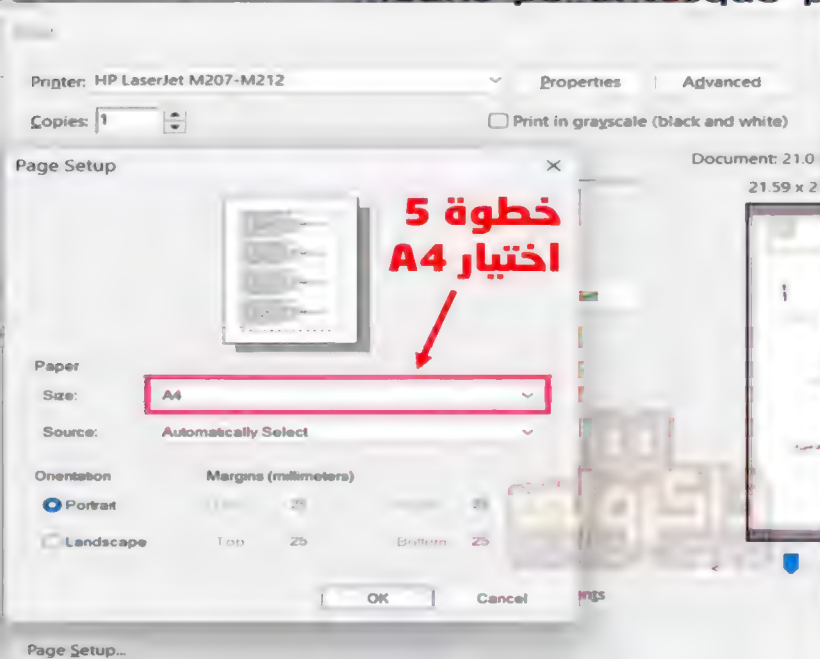 Printer: HP LaserJet M207-M212
Properties
Advanced
Copies: 1
Print in grayscale (black and white)
Page Setup
Document: 21.0
21.59 x 2
خطوة 5
اختيار A4
Paper
Size: A4
Source: Automatically Select
Orientation
Margins (millimeters)
Portrait
25
25
Landscape
Top 25
Bottom 25
OK
Cancel
Page Setup...